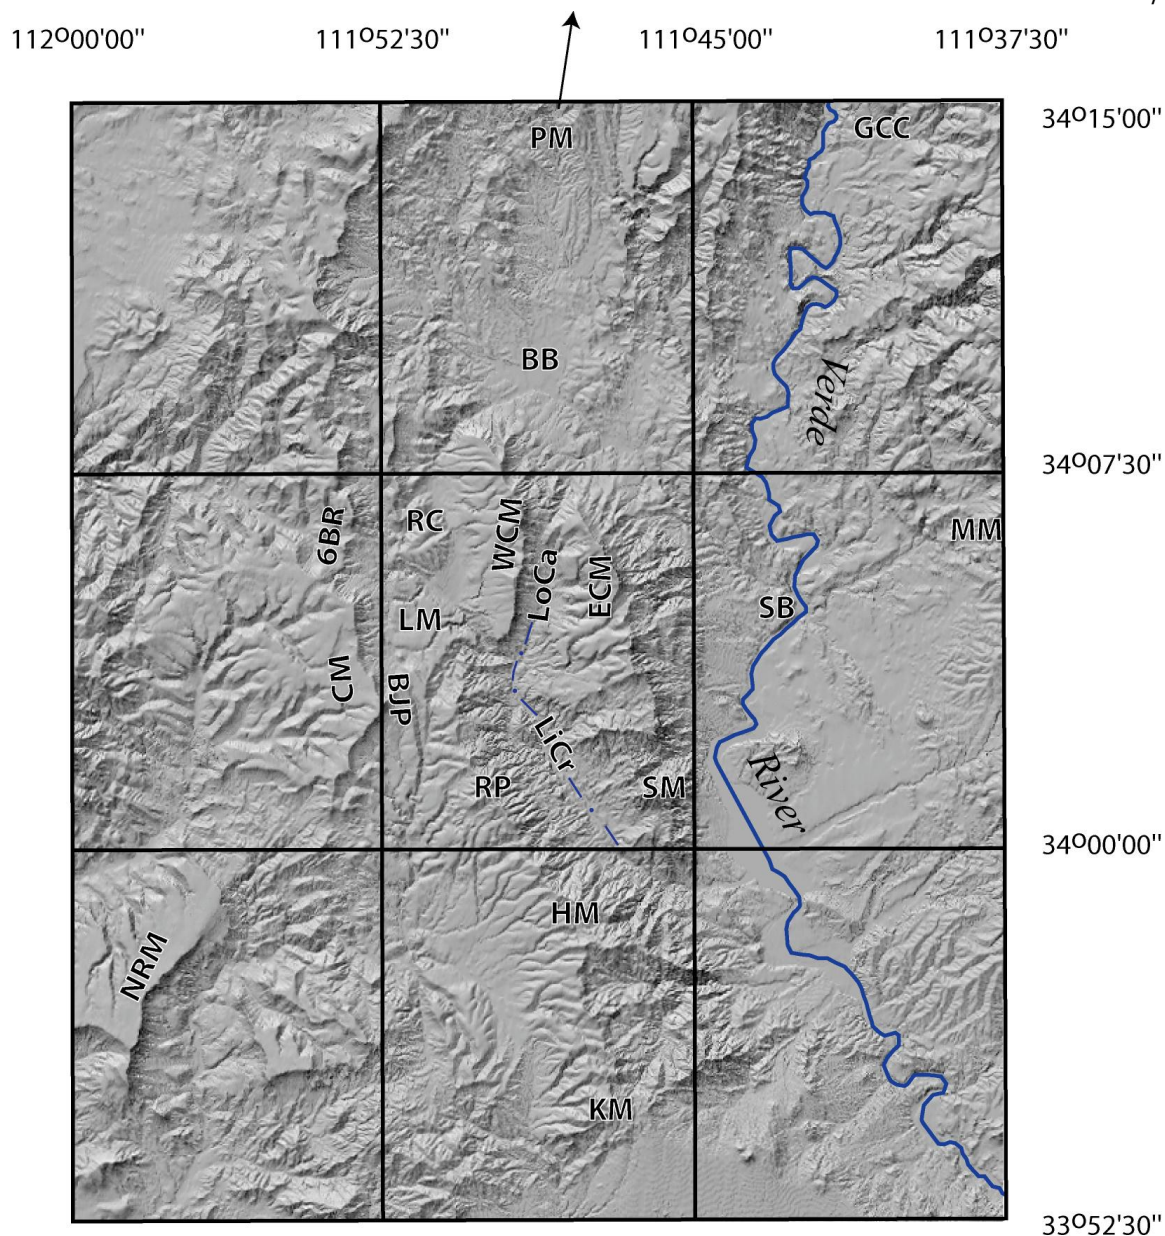 112°00'00" 111°52'30" 111°45'00" 111°37'30"
34°15'00"
PM
GCC
BB
Verde
34°07'30"
6BR
RC
WCM
LoCa
ECM
MM
LM
SB
CM
BJP
LiCr
RP
SM
River
34°00'00"
HM
NRM
KM
33°52'30"